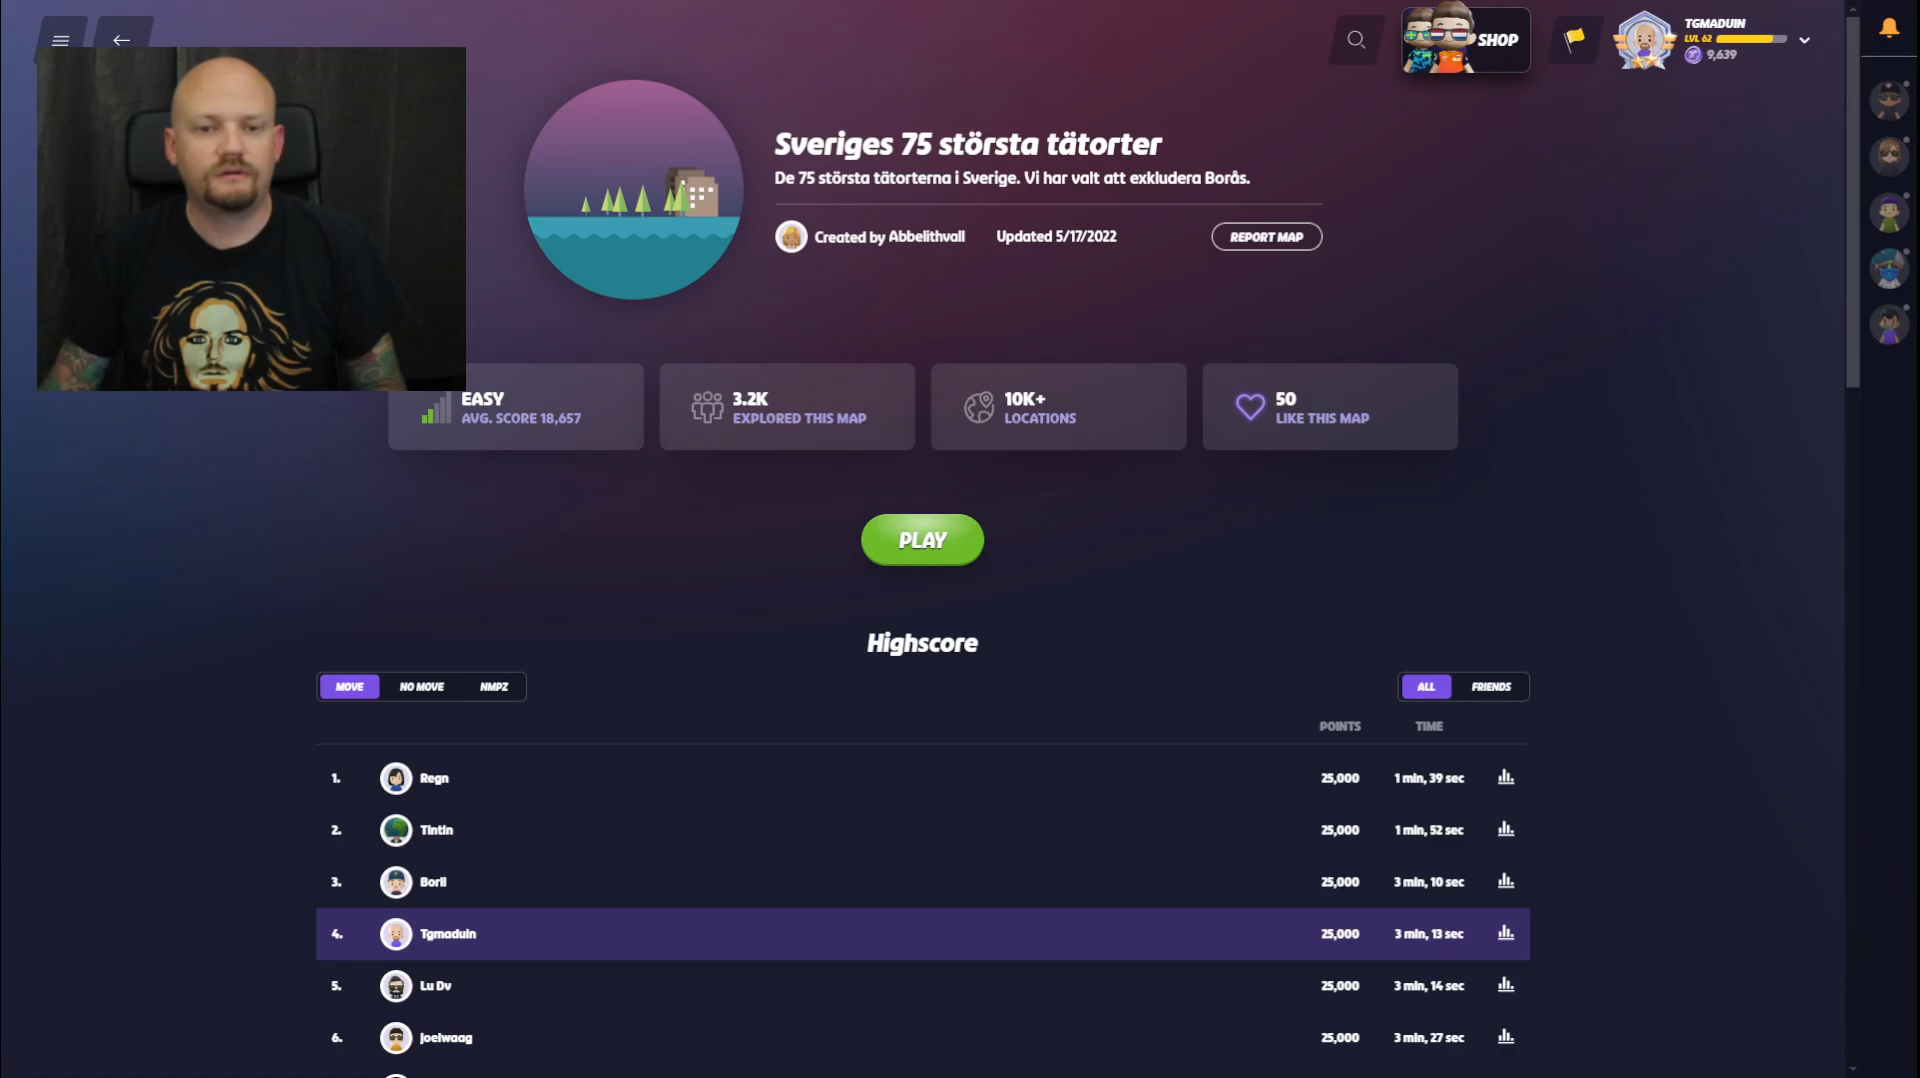 SHOP
TGMADUIN
LVL 62
9,639
Sveriges 75 största tätorter
De 75 största tätorterna i Sverige. Vi har valt att exkludera Borås.
Created by Abbelithvall
Updated 5/17/2022
REPORT MAP
EASY
AVG. SCORE 18,657
3.2K
EXPLORED THIS MAP
10K+
LOCATIONS
50
LIKE THIS MAP
PLAY
Highscore
MOVE NO MOVE NMPZ
ALL FRIENDS
POINTS TIME
1. Regn 25,000 1 min, 39 sec
2. Tintin 25,000 1 min, 52 sec
3. Boril 25,000 3 min, 10 sec
4. Tgmaduin 25,000 3 min, 13 sec
5. Lu Dv 25,000 3 min, 14 sec
6. joelwaag 25,000 3 min, 27 sec